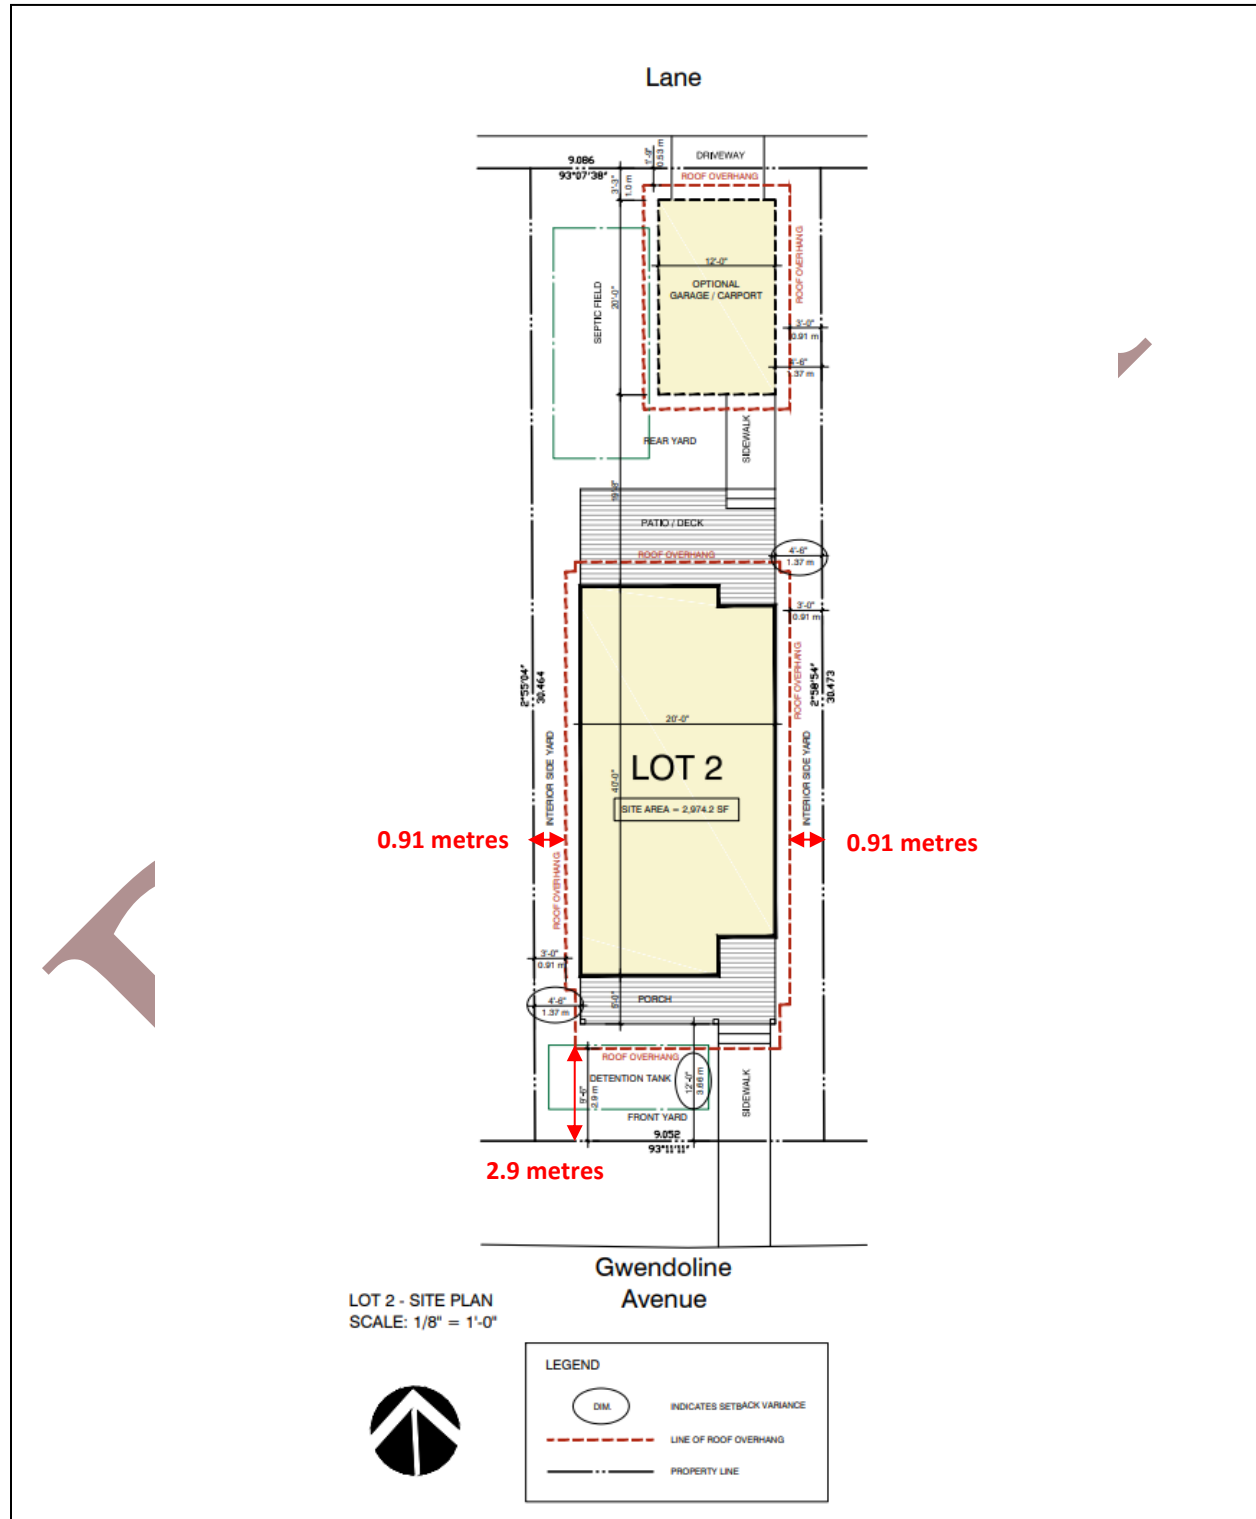 Lane
DRIVEWAY
9.086
93°07'38"
1'-9"
0.53 m
3'-3"
1.0 m
ROOF OVERHANG
ROOF OVERHANG
12'-0"
OPTIONAL
GARAGE / CARPORT
SEPTIC FIELD
20'-0"
3'-0"
0.91 m
4'-6"
1.37 m
REAR YARD
SIDEWALK
19'-8"
PATIO / DECK
ROOF OVERHANG
4'-6"
1.37 m
3'-0"
0.91 m
2°55'04"
30.464
ROOF OVERHANG
2°58'54"
30.473
20'-0"
INTERIOR SIDE YARD
40'-0"
LOT 2
SITE AREA = 2,974.2 SF
INTERIOR SIDE YARD
0.91 metres
0.91 metres
ROOF OVERHANG
3'-0"
0.91 m
4'-6"
1.37 m
5'-0"
PORCH
ROOF OVERHANG
DETENTION TANK
9'-6"
2.9 m
12'-0"
3.66 m
SIDEWALK
FRONT YARD
9.052
93°11'11"
2.9 metres
Gwendoline
Avenue
LOT 2 - SITE PLAN
SCALE: 1/8" = 1'-0"
LEGEND
DIM.
INDICATES SETBACK VARIANCE
LINE OF ROOF OVERHANG
PROPERTY LINE